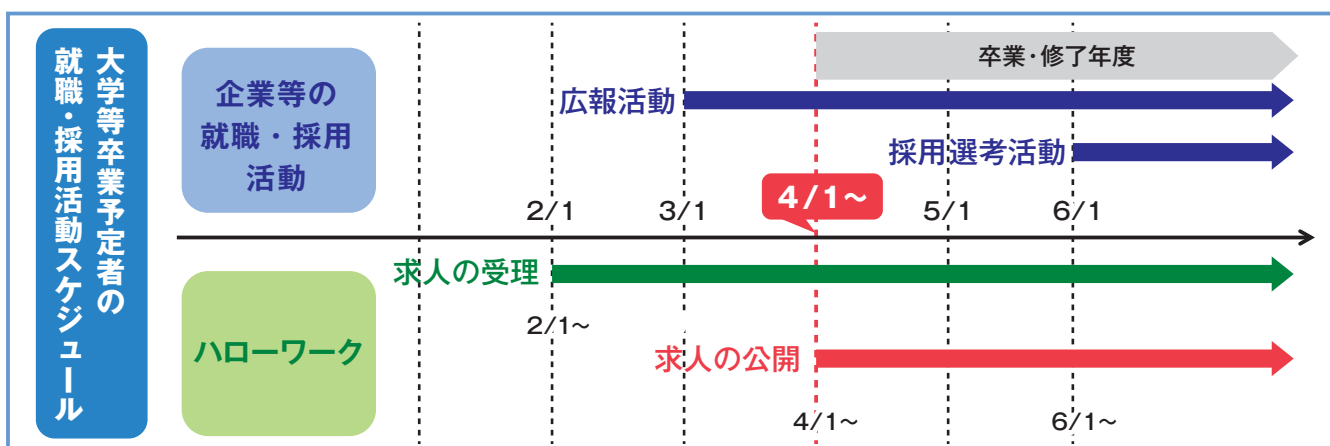 大学等卒業予定者の
就職・採用活動スケジュール
企業等の
就職・採用
活動
卒業・修了年度
広報活動
採用選考活動
2/1
3/1
4/1～
5/1
6/1
ハローワーク
求人の受理
2/1～
求人の公開
4/1～
6/1～